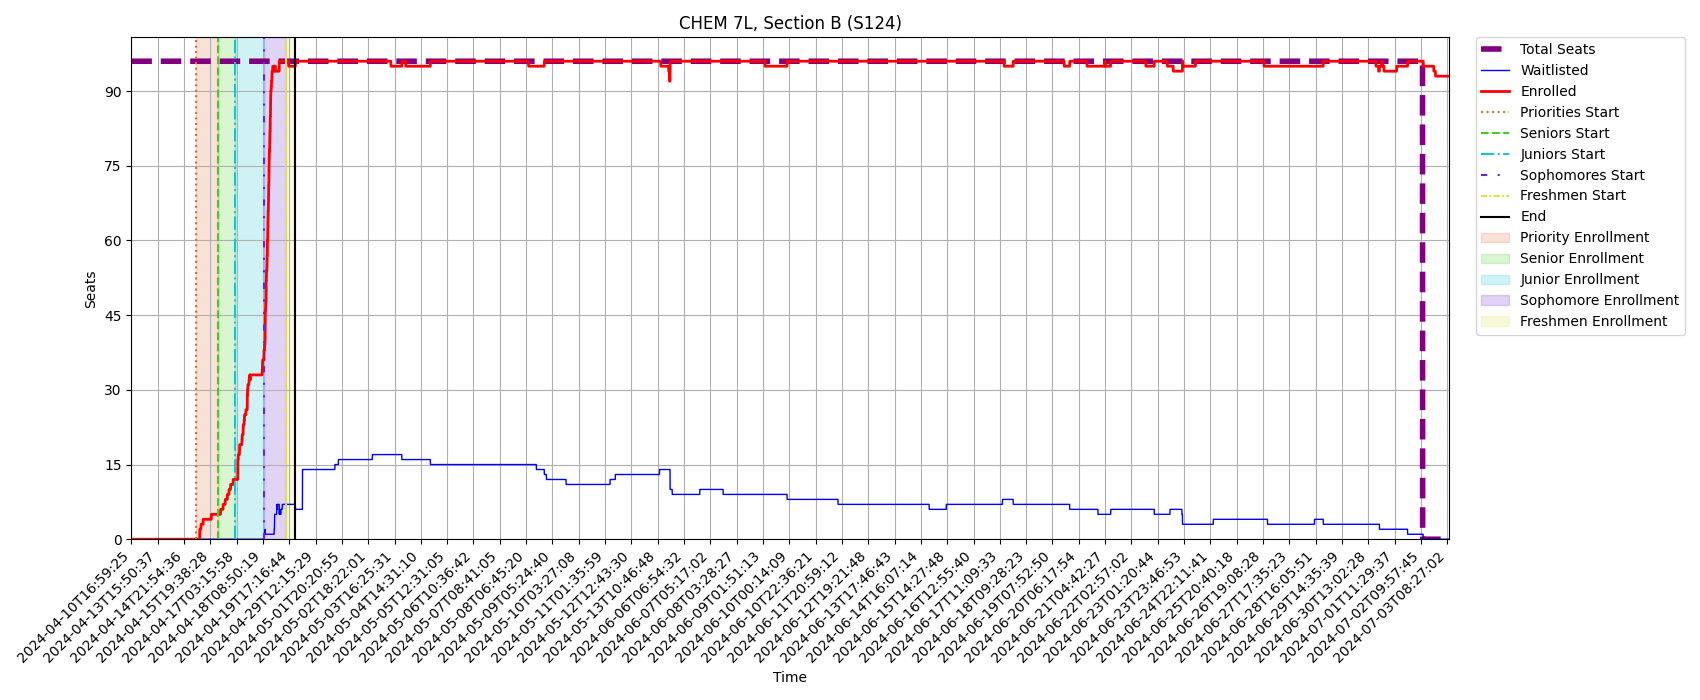 CHEM 7L, Section B (S124)
Total Seats
Waitlisted
Enrolled
Priorities Start
Seniors Start
Juniors Start
Sophomores Start
Freshmen Start
End
Priority Enrollment
Senior Enrollment
Junior Enrollment
Sophomore Enrollment
Freshmen Enrollment
Seats
90
75
60
45
30
15
0
2024-04-10T16:59:25
2024-04-13T15:50:37
2024-04-14T21:54:36
2024-04-15T19:38:28
2024-04-17T03:15:58
2024-04-18T08:50:19
2024-04-19T17:16:44
2024-04-29T12:15:29
2024-05-01T20:20:55
2024-05-02T18:22:01
2024-05-03T16:25:31
2024-05-04T14:31:10
2024-05-05T12:31:05
2024-05-06T10:36:42
2024-05-07T08:41:05
2024-05-08T06:45:20
2024-05-09T05:24:40
2024-05-10T03:27:08
2024-05-11T01:35:59
2024-05-12T12:43:30
2024-05-13T10:46:48
2024-06-06T06:54:32
2024-06-07T05:17:02
2024-06-08T03:28:27
2024-06-09T01:51:13
2024-06-10T00:14:09
2024-06-10T22:36:21
2024-06-11T20:59:12
2024-06-12T19:21:48
2024-06-13T17:46:43
2024-06-14T16:07:14
2024-06-15T14:27:48
2024-06-16T12:55:40
2024-06-17T11:09:33
2024-06-18T09:28:23
2024-06-19T07:52:50
2024-06-20T06:17:54
2024-06-21T04:42:27
2024-06-22T02:57:02
2024-06-23T01:20:44
2024-06-23T23:46:53
2024-06-24T22:11:41
2024-06-25T20:40:18
2024-06-26T19:08:28
2024-06-27T17:35:23
2024-06-28T16:05:51
2024-06-29T14:35:39
2024-06-30T13:02:28
2024-07-01T11:29:37
2024-07-02T09:57:45
2024-07-03T08:27:02
Time